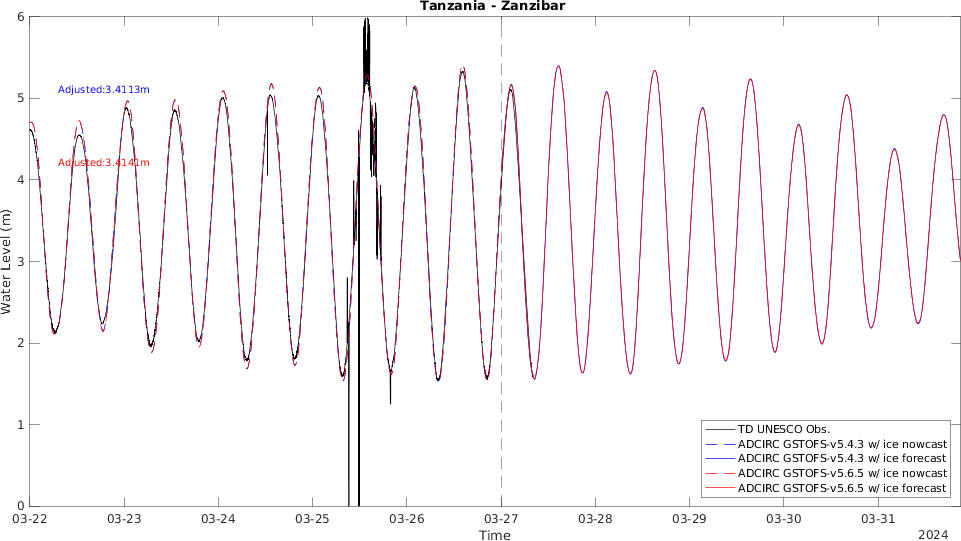 Tanzania - Zanzibar
6
5
4
3
2
1
0
Water Level (m)
Adjusted:3.4113m
Adjusted:3.4141m
TD UNESCO Obs.
ADCIRC GSTOFS-v5.4.3 w/ ice nowcast
ADCIRC GSTOFS-v5.4.3 w/ ice forecast
ADCIRC GSTOFS-v5.6.5 w/ ice nowcast
ADCIRC GSTOFS-v5.6.5 w/ ice forecast
03-22 03-23 03-24 03-25 03-26 03-27 03-28 03-29 03-30 03-31
Time
2024